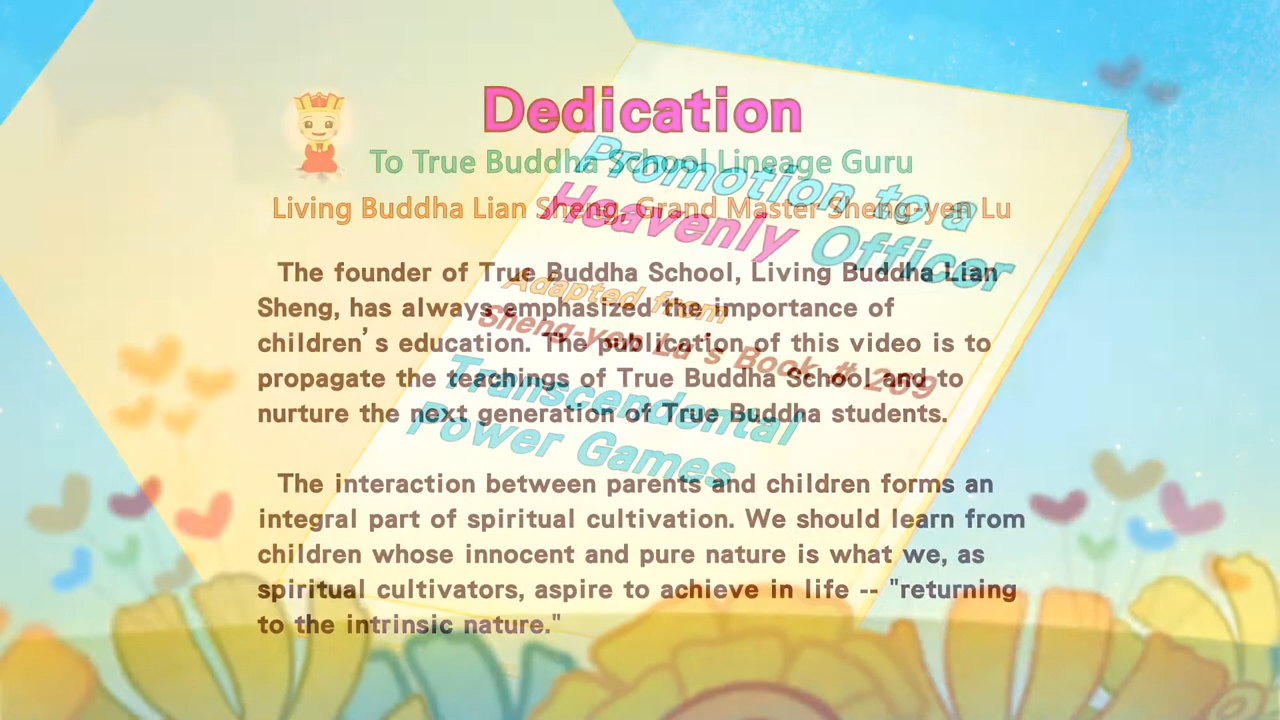 Dedication
To True Buddha School Lineage Guru
Living Buddha Lian Sheng, Grand Master Sheng-yen Lu
The founder of True Buddha School, Living Buddha Lian
Sheng, has always emphasized the importance of
children's education. The publication of this video is to
propagate the teachings of True Buddha School and to
nurture the next generation of True Buddha students.
The interaction between parents and children forms an
integral part of spiritual cultivation. We should learn from
children whose innocent and pure nature is what we, as
spiritual cultivators, aspire to achieve in life -- "returning
to the intrinsic nature."
Promotion to a
Heavenly Officer
Adapted from
Sheng-yen Lu's Book # 269
Transcendental
Power Games